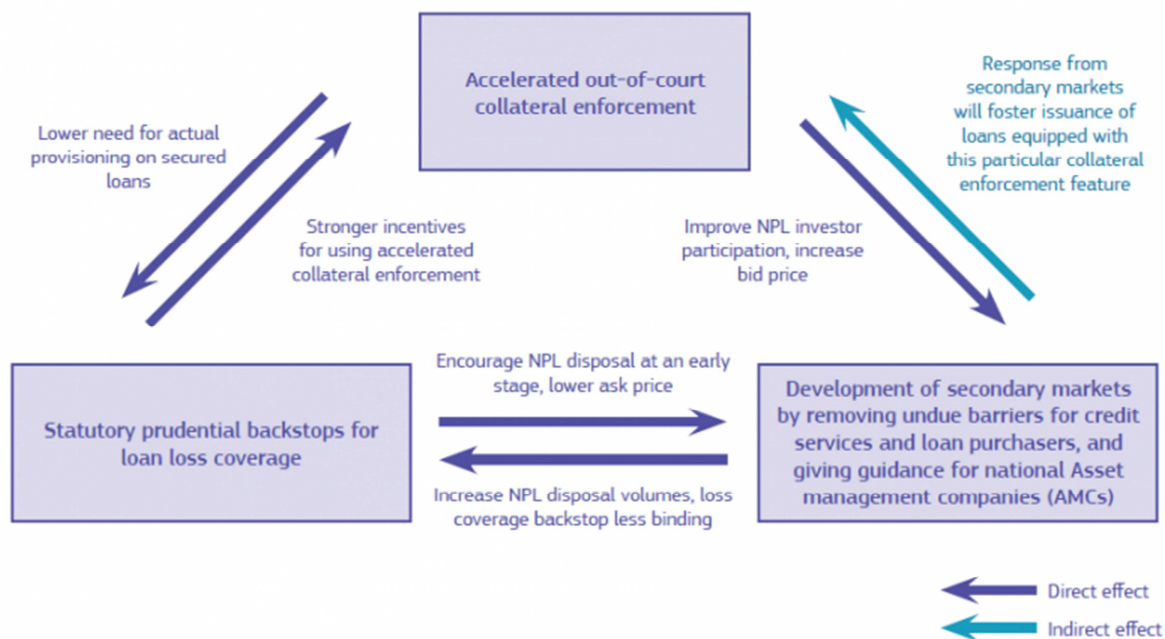 Accelerated out-of-court
collateral enforcement
Response from
secondary markets
will foster issuance of
loans equipped with
this particular collateral
enforcement feature
Lower need for actual
provisioning on secured
loans
Stronger incentives
for using accelerated
collateral enforcement
Improve NPL investor
participation, increase
bid price
Statutory prudential backstops for
loan loss coverage
Encourage NPL disposal at an early
stage, lower ask price
Increase NPL disposal volumes, loss
coverage backstop less binding
Development of secondary markets
by removing undue barriers for credit
services and loan purchasers, and
giving guidance for national Asset
management companies (AMCs)
Direct effect
Indirect effect